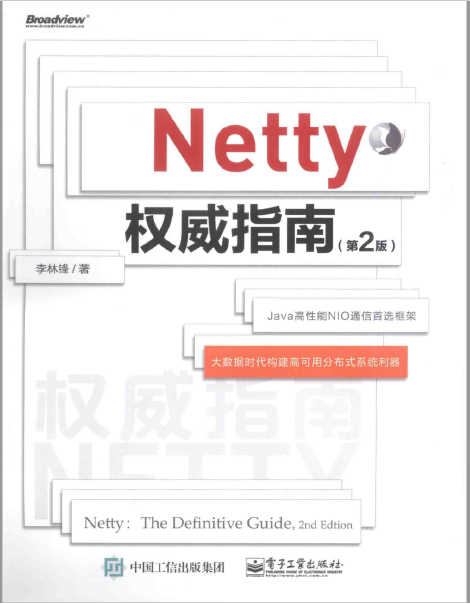 Broadview®
www.broadview.com.cn
Netty
权威指南(第2版)
李林锋/著
Java高性能NIO通信首选框架
大数据时代构建高可用分布式系统利器
权威指南
NETTY
Netty: The Definitive Guide, 2nd Edition
中国工信出版集团
电子工业出版社
PUBLISHING HOUSE OF ELECTRONICS INDUSTRY
http://www.phei.com.cn